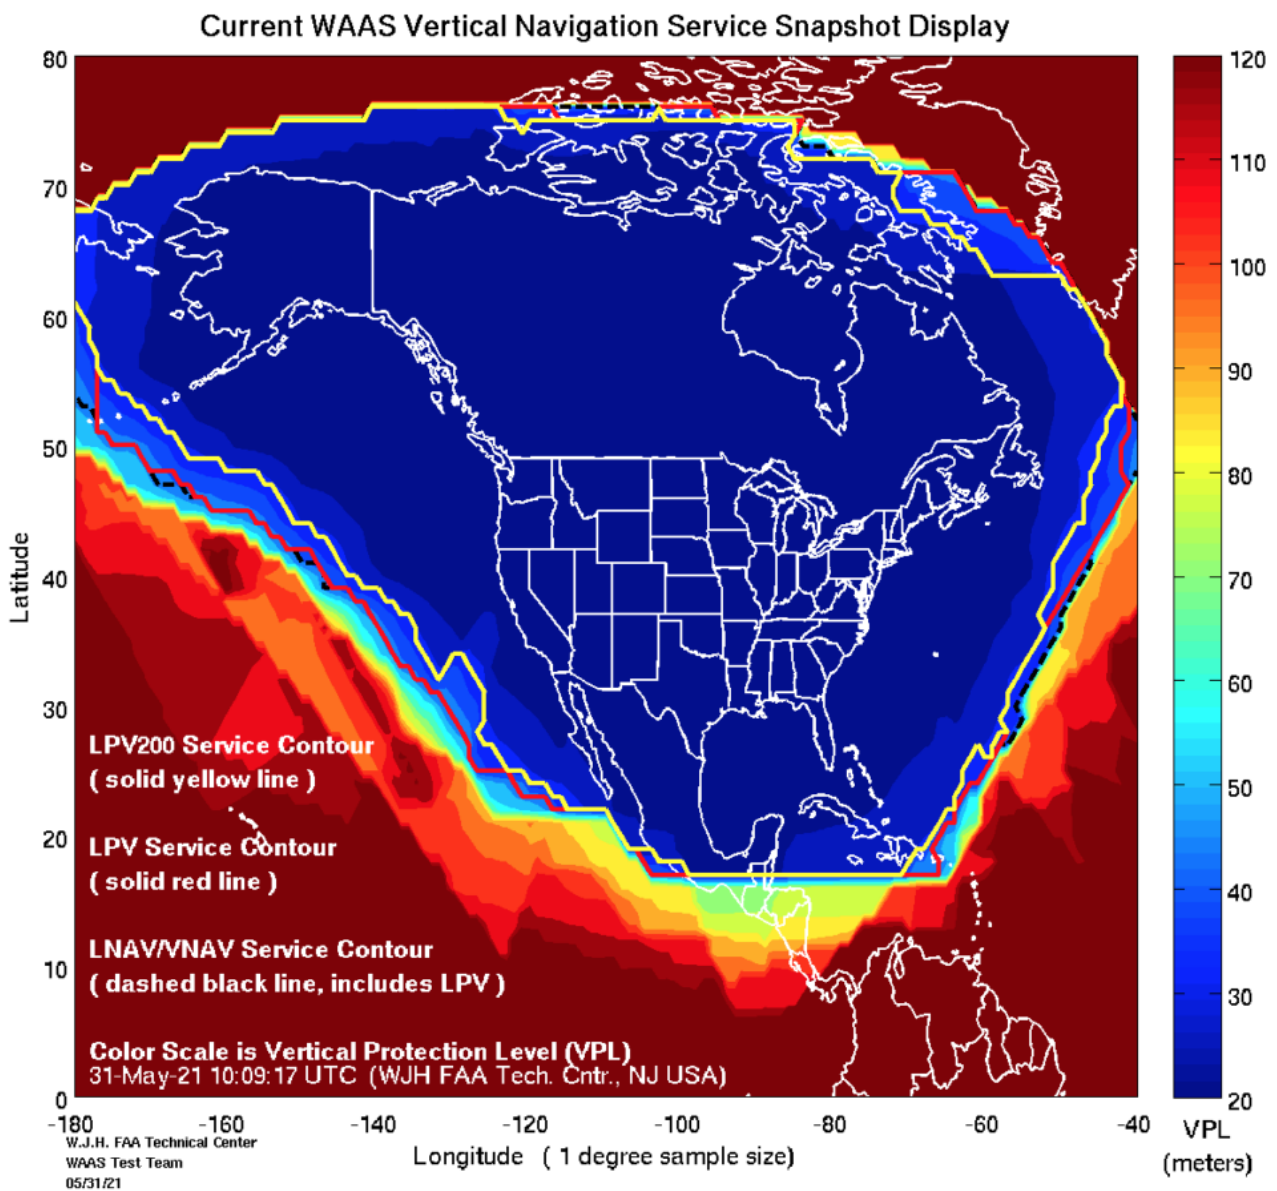 Current WAAS Vertical Navigation Service Snapshot Display
80
70
60
50
40
30
20
10
0
Latitude
-180
-160
-140
-120
-100
-80
-60
-40
Longitude ( 1 degree sample size)
LPV200 Service Contour
( solid yellow line )
LPV Service Contour
( solid red line )
LNAV/VNAV Service Contour
( dashed black line, includes LPV )
Color Scale is Vertical Protection Level (VPL)
31-May-21 10:09:17 UTC (WJH FAA Tech. Cntr., NJ USA)
W.J.H. FAA Technical Center
WAAS Test Team
05/31/21
120
110
100
90
80
70
60
50
40
30
20
VPL
(meters)